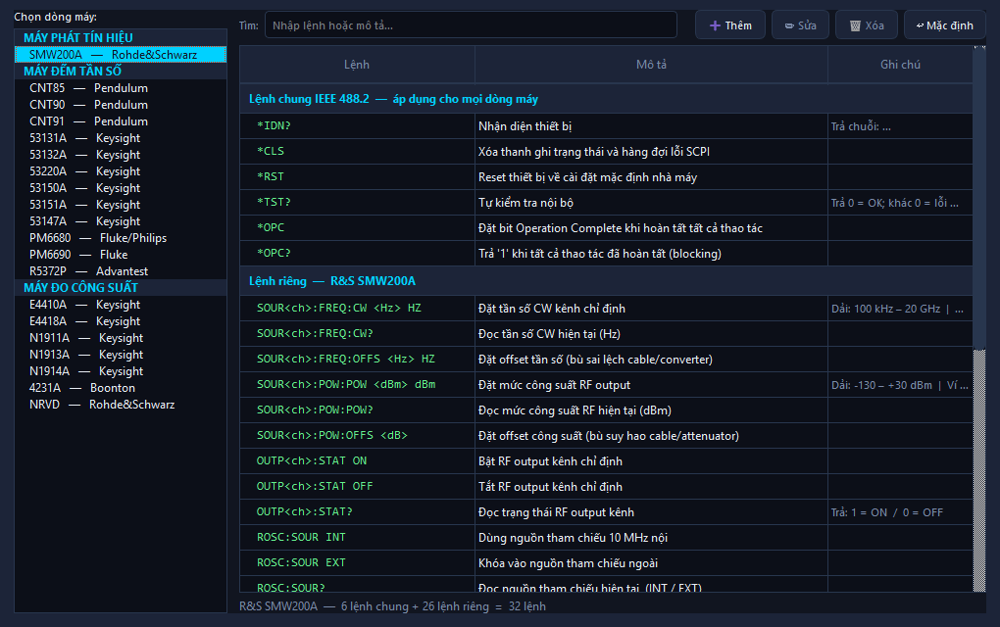 Chọn dòng máy:
MÁY PHÁT TÍN HIỆU
SMW200A — Rohde&Schwarz
MÁY ĐẾM TẦN SỐ
CNT85 — Pendulum
CNT90 — Pendulum
CNT91 — Pendulum
53131A — Keysight
53132A — Keysight
53220A — Keysight
53150A — Keysight
53151A — Keysight
53147A — Keysight
PM6680 — Fluke/Philips
PM6690 — Fluke
R5372P — Advantest
MÁY ĐO CÔNG SUẤT
E4410A — Keysight
E4418A — Keysight
N1911A — Keysight
N1913A — Keysight
N1914A — Keysight
4231A — Boonton
NRVD — Rohde&Schwarz
Tìm: Nhập lệnh hoặc mô tả... + Thêm ✏ Sửa 🗑 Xóa ↩ Mặc định
Lệnh Mô tả Ghi chú
Lệnh chung IEEE 488.2 — áp dụng cho mọi dòng máy
*IDN? Nhận diện thiết bị Trả chuỗi: ...
*CLS Xóa thanh ghi trạng thái và hàng đợi lỗi SCPI
*RST Reset thiết bị về cài đặt mặc định nhà máy
*TST? Tự kiểm tra nội bộ Trả 0 = OK; khác 0 = lỗi ...
*OPC Đặt bit Operation Complete khi hoàn tất tất cả thao tác
*OPC? Trả '1' khi tất cả thao tác đã hoàn tất (blocking)
Lệnh riêng — R&S SMW200A
SOUR<ch>:FREQ:CW <Hz> HZ Đặt tần số CW kênh chỉ định Dải: 100 kHz – 20 GHz | ...
SOUR<ch>:FREQ:CW? Đọc tần số CW hiện tại (Hz)
SOUR<ch>:FREQ:OFFS <Hz> HZ Đặt offset tần số (bù sai lệch cable/converter)
SOUR<ch>:POW:POW <dBm> dBm Đặt mức công suất RF output Dải: -130 – +30 dBm | Ví ...
SOUR<ch>:POW:POW? Đọc mức công suất RF hiện tại (dBm)
SOUR<ch>:POW:OFFS <dB> Đặt offset công suất (bù suy hao cable/attenuator)
OUTP<ch>:STAT ON Bật RF output kênh chỉ định
OUTP<ch>:STAT OFF Tắt RF output kênh chỉ định
OUTP<ch>:STAT? Đọc trạng thái RF output kênh Trả: 1 = ON / 0 = OFF
ROSC:SOUR INT Dùng nguồn tham chiếu 10 MHz nội
ROSC:SOUR EXT Khóa vào nguồn tham chiếu ngoài
ROSC:SOUR? Đọc nguồn tham chiếu hiện tại (INT / EXT)
R&S SMW200A — 6 lệnh chung + 26 lệnh riêng = 32 lệnh